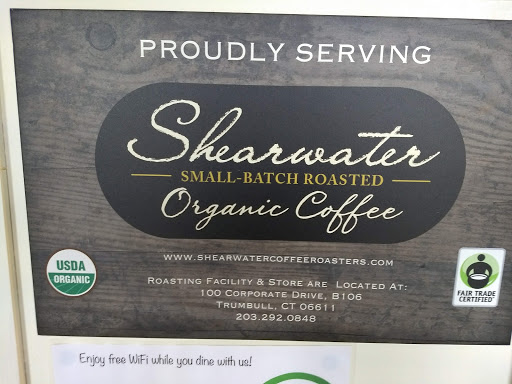 PROUDLY SERVING
Shearwater
SMALL-BATCH ROASTED
Organic Coffee
WWW.SHEARWATERCOFFEEROASTERS.COM
USDA
ORGANIC
ROASTING FACILITY & STORE ARE LOCATED AT:
100 CORPORATE DRIVE, B106
TRUMBULL, CT 06611
203.292.0848
FAIR TRADE
CERTIFIED
Enjoy free WiFi while you dine with us!